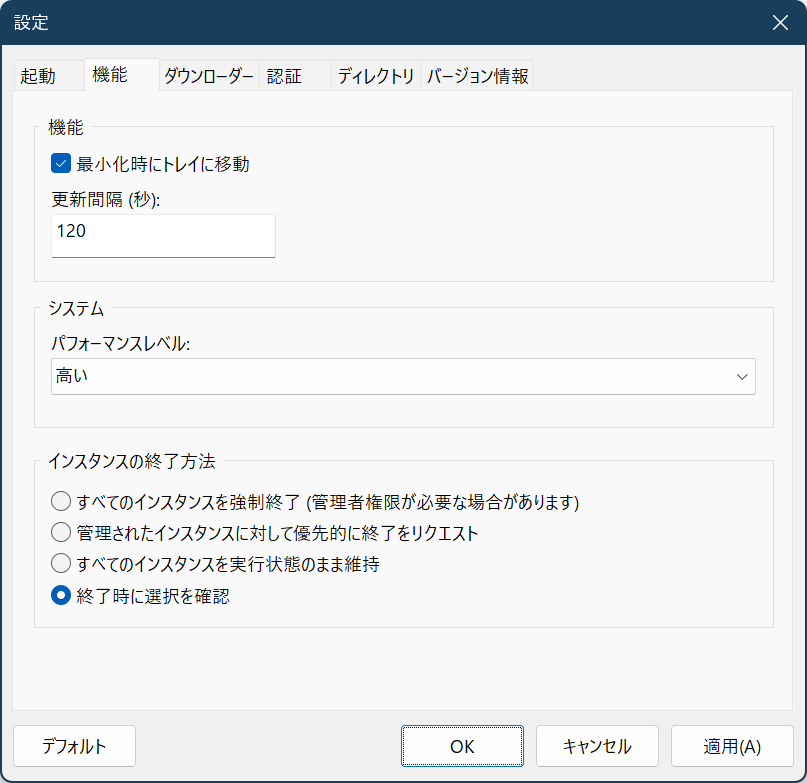 設定
起動 機能 ダウンローダー 認証 ディレクトリ バージョン情報
機能
最小化時にトレイに移動
更新間隔 (秒):
120
システム
パフォーマンスレベル:
高い
インスタンスの終了方法
すべてのインスタンスを強制終了 (管理者権限が必要な場合があります)
管理されたインスタンスに対して優先的に終了をリクエスト
すべてのインスタンスを実行状態のまま維持
終了時に選択を確認
デフォルト OK キャンセル 適用(A)